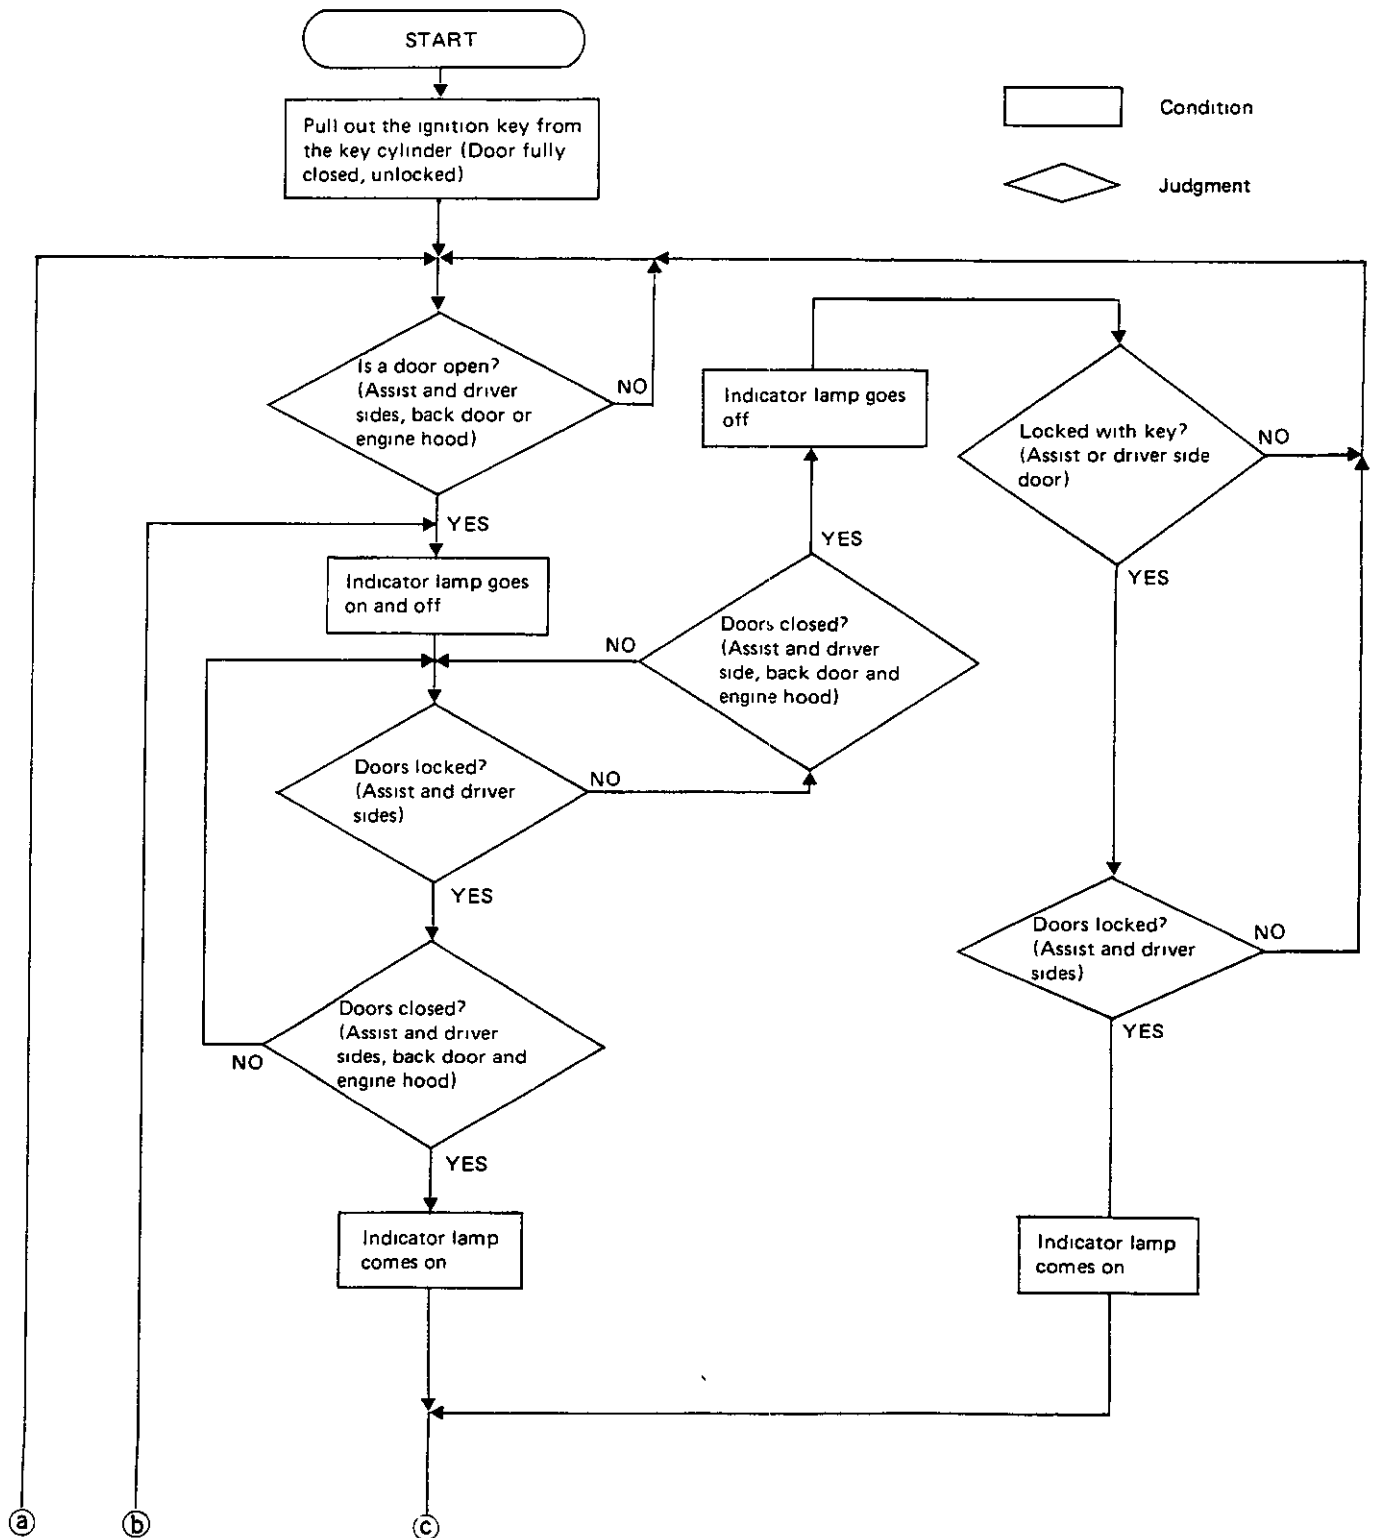 START
Pull out the ignition key from
the key cylinder (Door fully
closed, unlocked)
Condition
Judgment
Is a door open?
(Assist and driver
sides, back door or
engine hood)
NO
YES
Indicator lamp goes
on and off
Doors locked?
(Assist and driver
sides)
NO
YES
Doors closed?
(Assist and driver
sides, back door and
engine hood)
NO
YES
Indicator lamp
comes on
Doors closed?
(Assist and driver
side, back door and
engine hood)
NO
YES
Indicator lamp goes
off
Locked with key?
(Assist or driver side
door)
NO
YES
Doors locked?
(Assist and driver
sides)
NO
YES
Indicator lamp
comes on
a
b
c